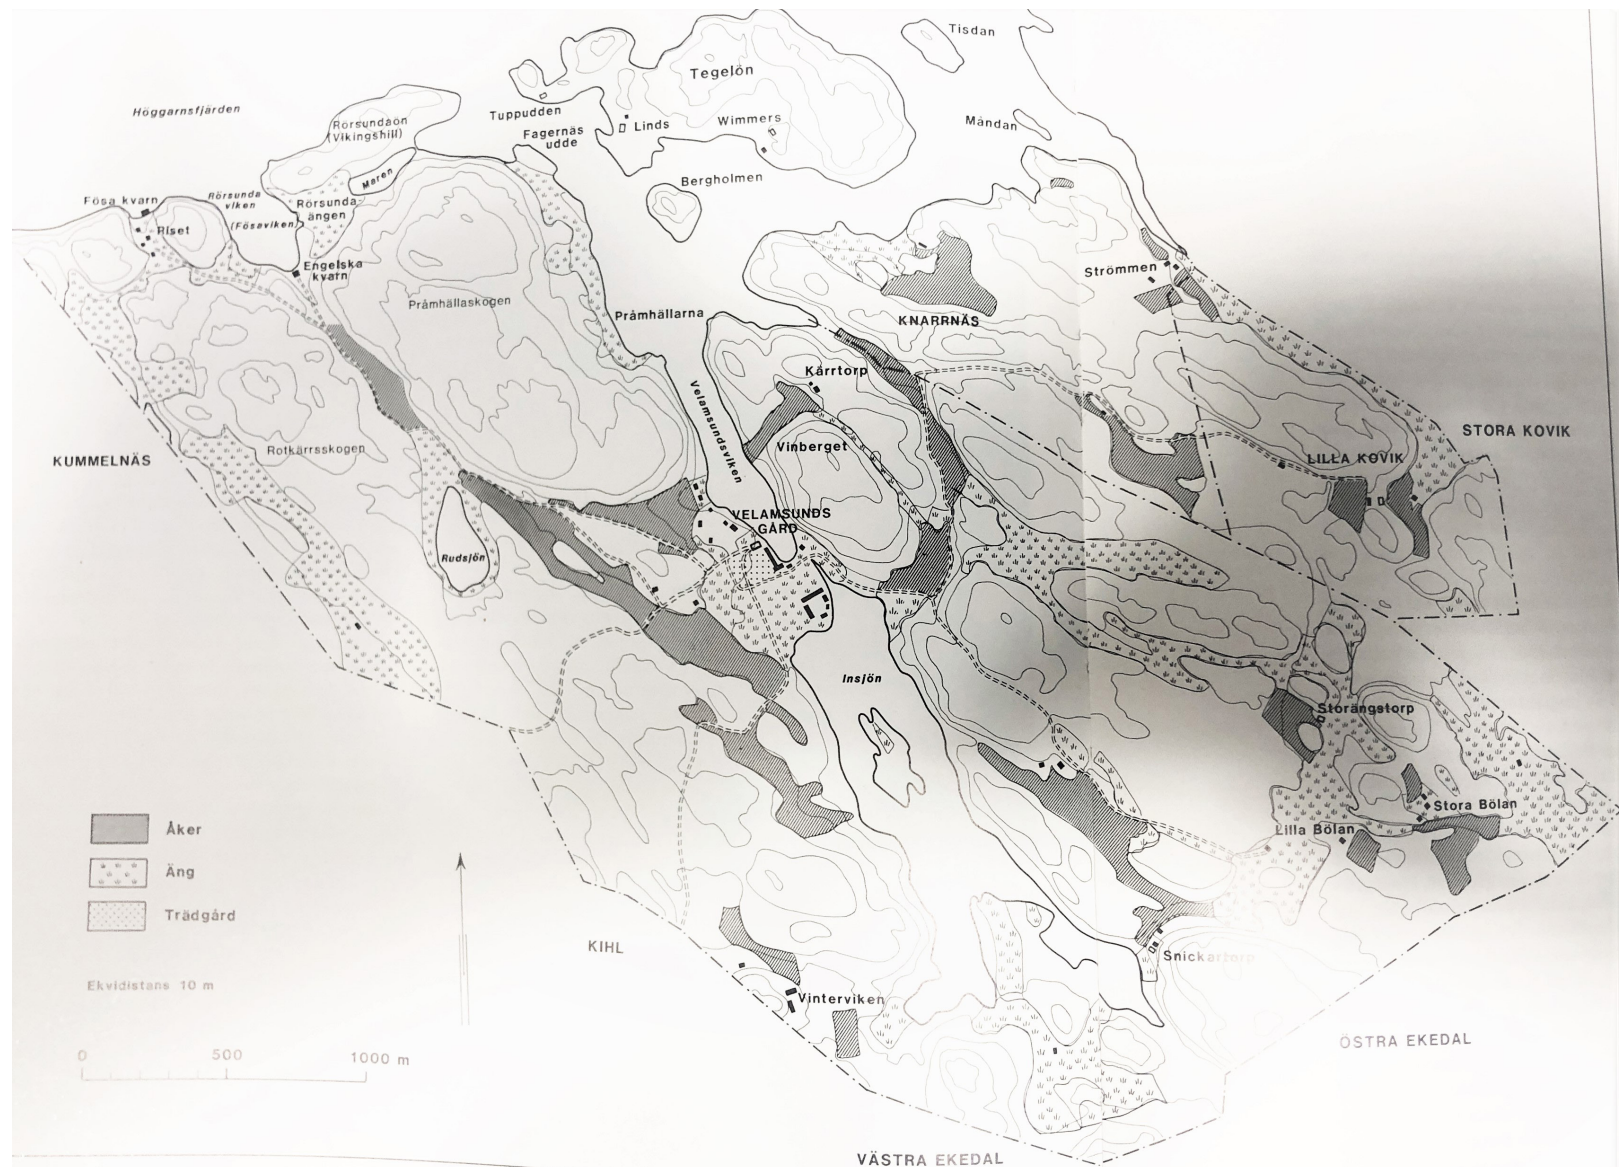 Tisdan
Tegelön
Höggarnsfjärden
Tuppudden
Rörsundaön
(Vikingshill)
Linds
Wimmers
Måndan
Fagernäs
udde
Maren
Bergholmen
Fösa kvarn
Rörsunda
viken
(Fösaviken)
Rörsunda-
ängen
Riset
Engelska
kvarn
Strömmen
Pråmhällaskogen
Pråmhällarna
KNARRNÄS
Kärrtorp
Velamsundsviken
Vinberget
STORA KOVIK
KUMMELNÄS
Rotkärrsskogen
LILLA KOVIK
VELAMSUNDS
GÅRD
Rudsjön
Insjön
Storängstorp
Stora Bölan
Lilla Bölan
Åker
Äng
Trädgård
KIHL
Snickartorp
Ekvidistans 10 m
Vinterviken
ÖSTRA EKEDAL
0 500 1000 m
VÄSTRA EKEDAL